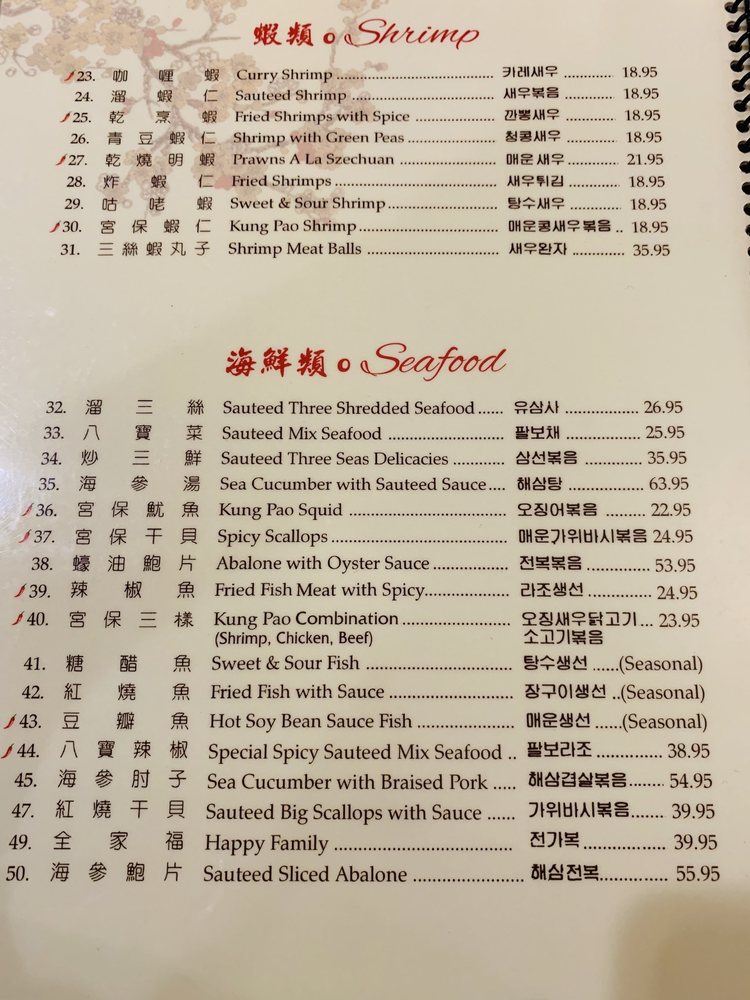 蝦類 o Shrimp
23. 咖喱蝦 Curry Shrimp ........ 카레새우 ........ 18.95
24. 溜蝦仁 Sauteed Shrimp ........ 새우볶음 ........ 18.95
25. 乾烹蝦 Fried Shrimps with Spice ........ 깐뽕새우 ........ 18.95
26. 青豆蝦仁 Shrimp with Green Peas ........ 청콩새우 ........ 18.95
27. 乾燒明蝦 Prawns A La Szechuan ........ 매운새우 ........ 21.95
28. 炸蝦仁 Fried Shrimps ........ 새우튀김 ........ 18.95
29. 咕咾蝦 Sweet & Sour Shrimp ........ 탕수새우 ........ 18.95
30. 宮保蝦仁 Kung Pao Shrimp ........ 매운콩새우볶음 .. 18.95
31. 三絲蝦丸子 Shrimp Meat Balls ........ 새우완자 ........ 35.95
海鮮類 o Seafood
32. 溜三絲 Sauteed Three Shredded Seafood ...... 유삼사 ........ 26.95
33. 八寶菜 Sauteed Mix Seafood ........ 팔보채 ........ 25.95
34. 炒三鮮 Sauteed Three Seas Delicacies ........ 삼선볶음 ........ 35.95
35. 海參湯 Sea Cucumber with Sauteed Sauce .... 해삼탕 ........ 63.95
36. 宮保魷魚 Kung Pao Squid ........ 오징어볶음 ........ 22.95
37. 宮保干貝 Spicy Scallops ........ 매운가위바시볶음 24.95
38. 蠔油鮑片 Abalone with Oyster Sauce ........ 전복볶음 ........ 53.95
39. 辣椒魚 Fried Fish Meat with Spicy ........ 라조생선 ........ 24.95
40. 宮保三樣 Kung Pao Combination ........ 오징새우닭고기 ... 23.95
(Shrimp, Chicken, Beef) 소고기볶음
41. 糖醋魚 Sweet & Sour Fish ........ 탕수생선 ......(Seasonal)
42. 紅燒魚 Fried Fish with Sauce ........ 장구이생선 ..(Seasonal)
43. 豆瓣魚 Hot Soy Bean Sauce Fish ........ 매운생선 ......(Seasonal)
44. 八寶辣椒 Special Spicy Sauteed Mix Seafood .. 팔보라조 ........ 38.95
45. 海參肘子 Sea Cucumber with Braised Pork ..... 해삼겹살볶음 ....... 54.95
47. 紅燒干貝 Sauteed Big Scallops with Sauce ...... 가위바시볶음 ....... 39.95
49. 全家福 Happy Family ........ 전가복 ........ 39.95
50. 海參鮑片 Sauteed Sliced Abalone ........ 해심전복 ........ 55.95